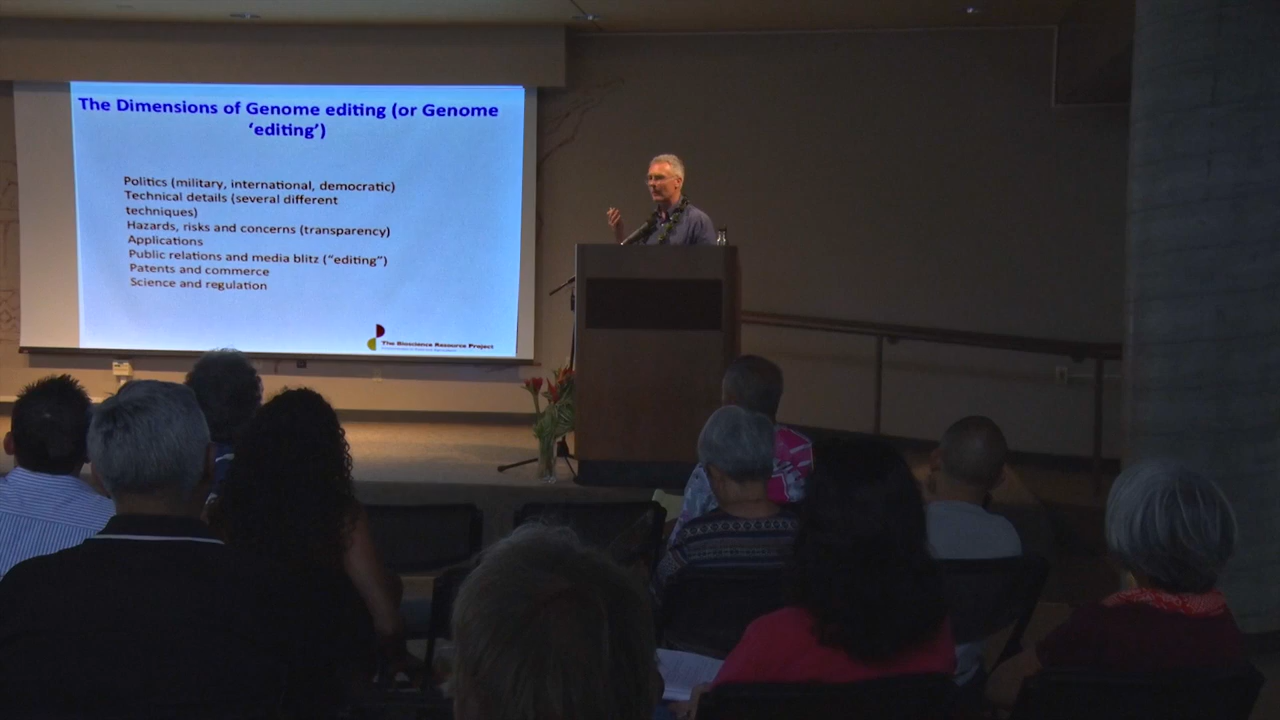 The Dimensions of Genome editing (or Genome
‘editing’)
Politics (military, international, democratic)
Technical details (several different
techniques)
Hazards, risks and concerns (transparency)
Applications
Public relations and media blitz (“editing”)
Patents and commerce
Science and regulation
The Bioscience Resource Project